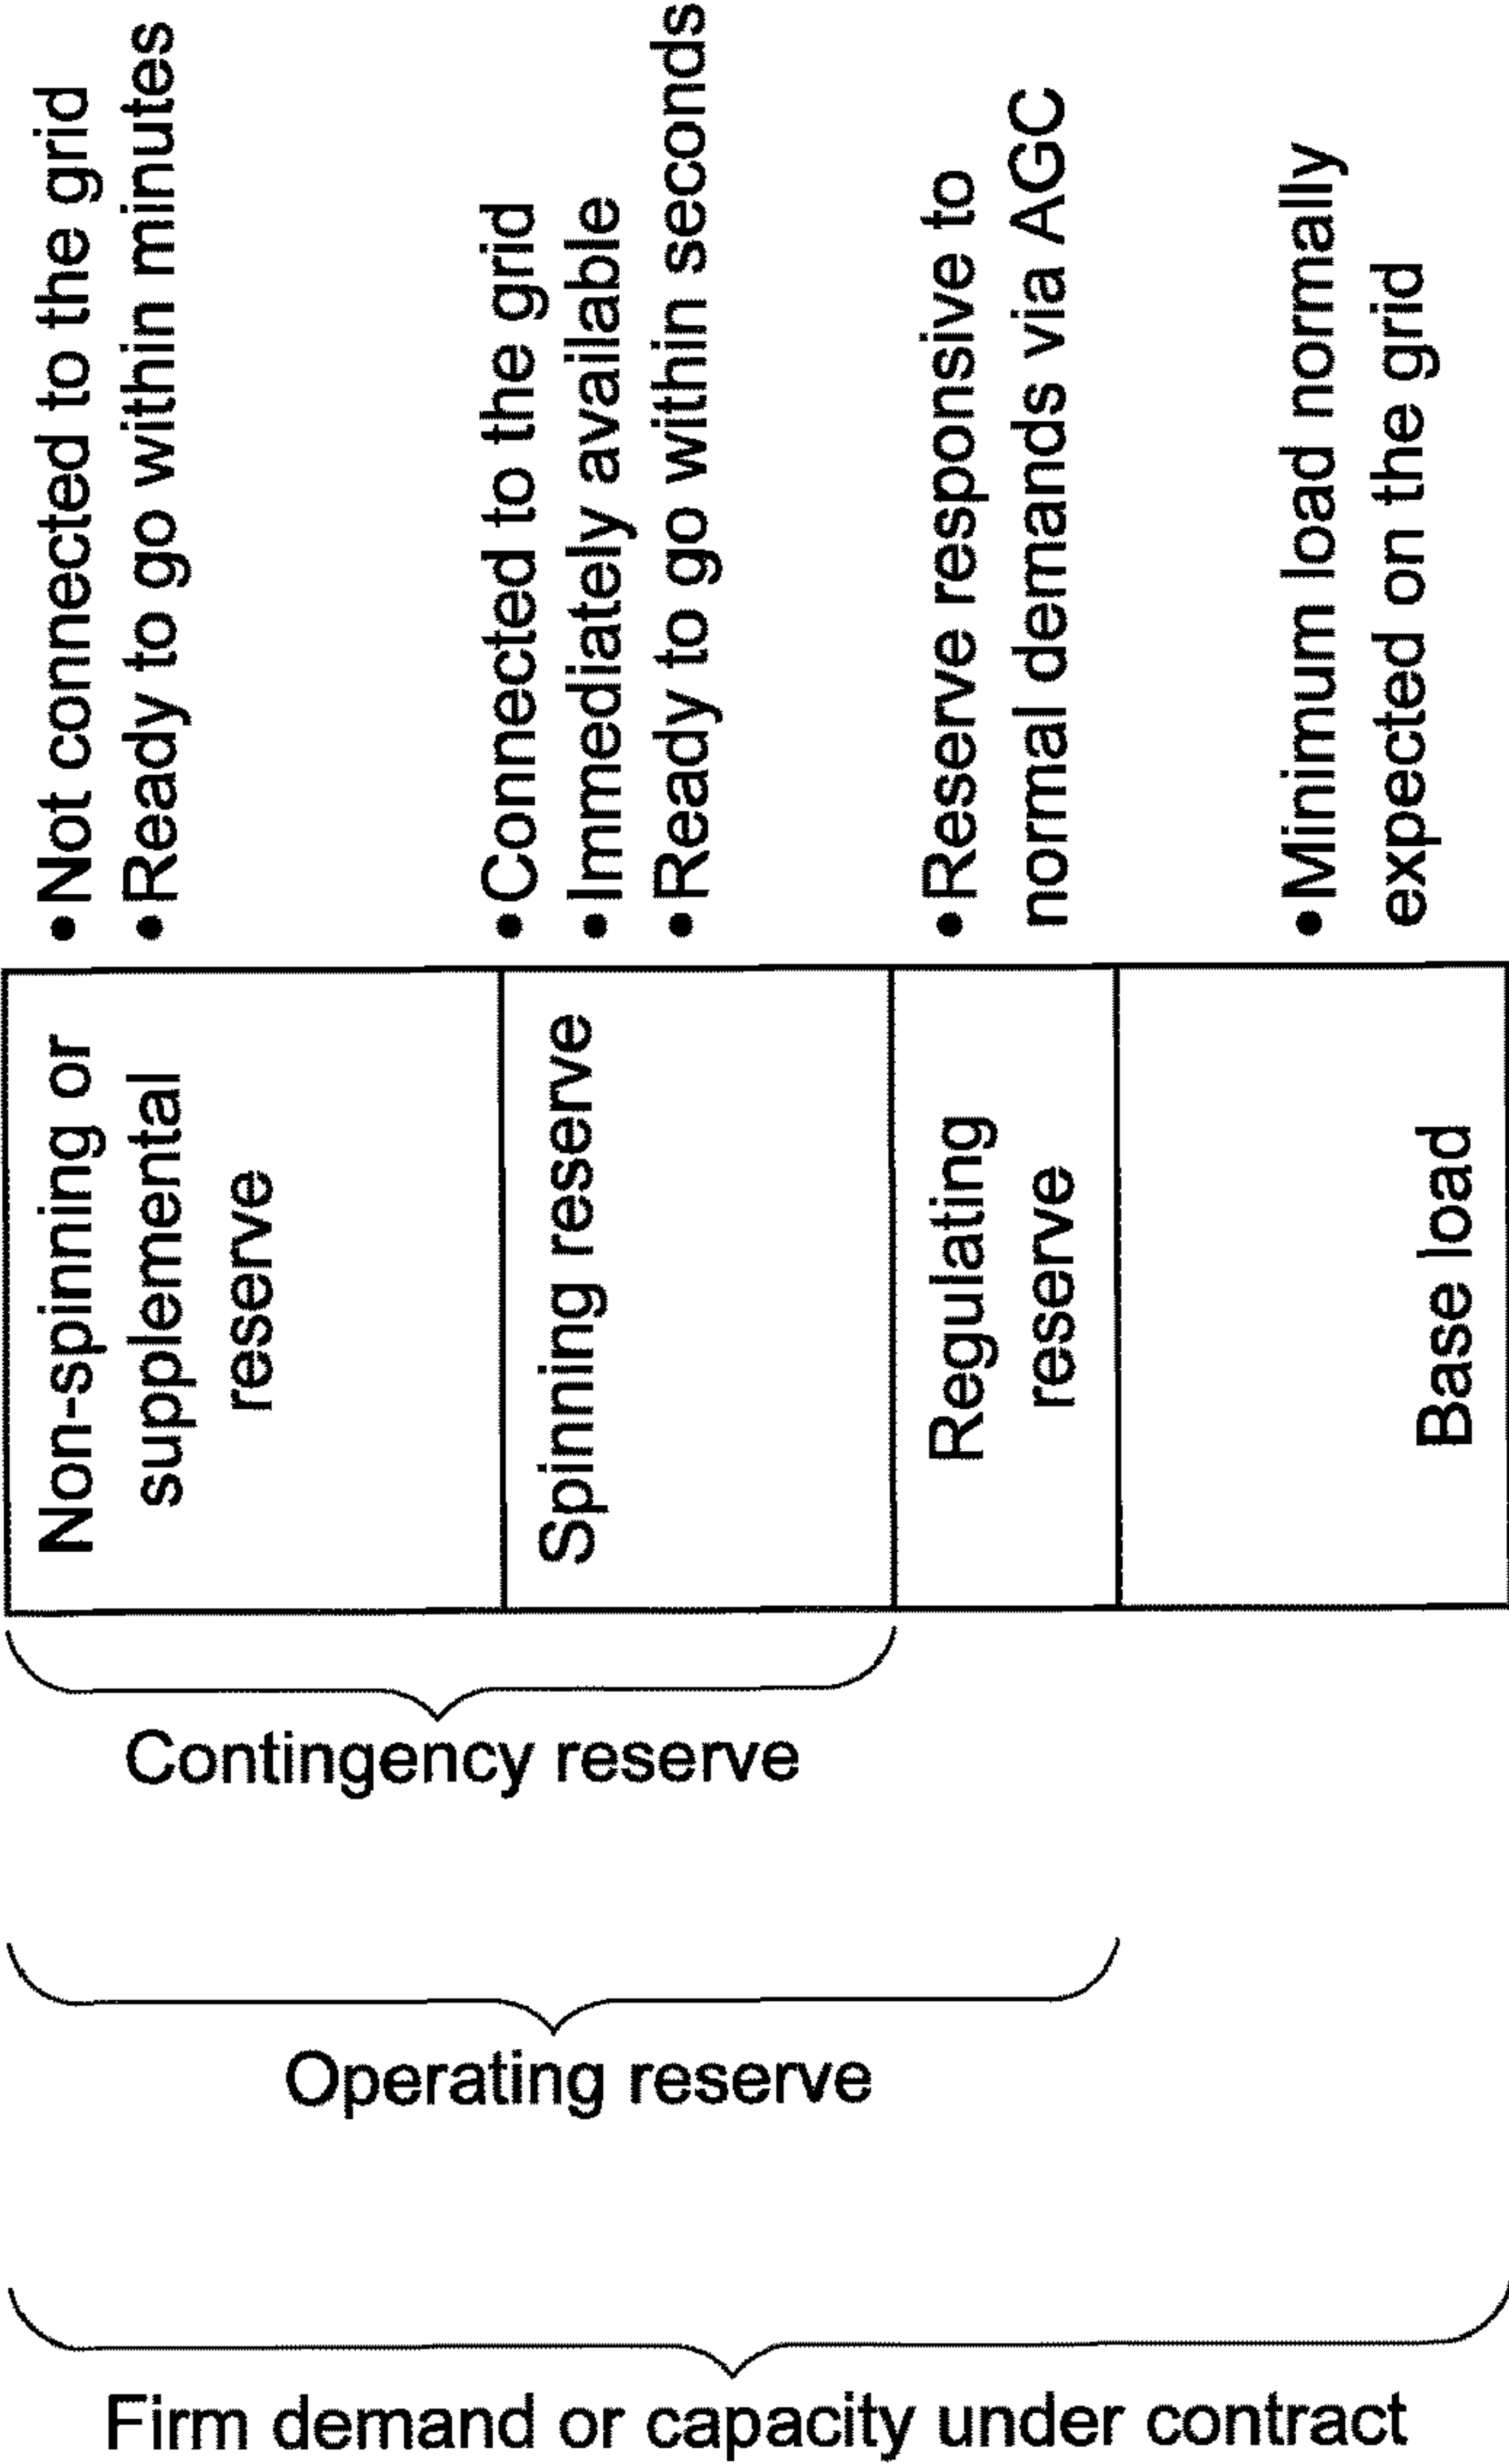 Non-spinning or
supplemental
reserve
•Not connected to the grid
•Ready to go within minutes
Spinning reserve
•Connected to the grid
•Immediately available
•Ready to go within seconds
Regulating
reserve
•Reserve responsive to
normal demands via AGC
Base load
•Minimum load normally
expected on the grid
Contingency reserve
Operating reserve
Firm demand or capacity under contract